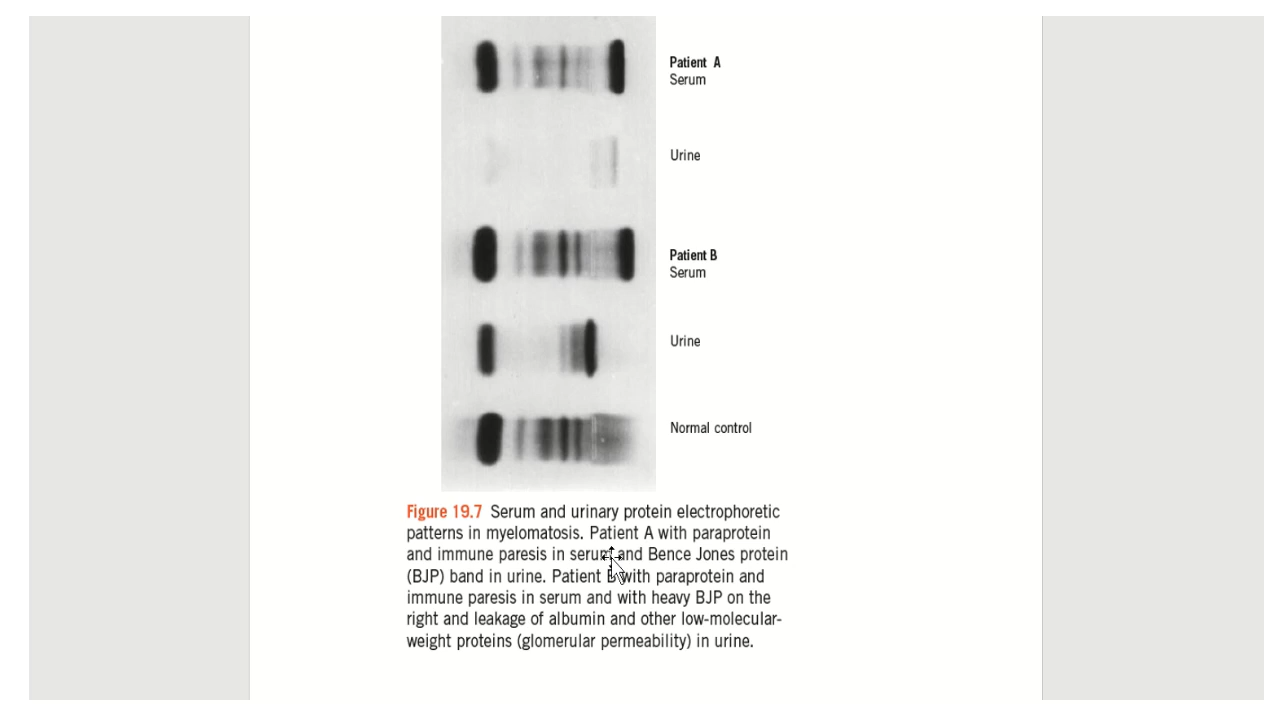 Patient A
Serum
Urine
Patient B
Serum
Urine
Normal control
Figure 19.7 Serum and urinary protein electrophoretic
patterns in myelomatosis. Patient A with paraprotein
and immune paresis in serum and Bence Jones protein
(BJP) band in urine. Patient B with paraprotein and
immune paresis in serum and with heavy BJP on the
right and leakage of albumin and other low-molecular-
weight proteins (glomerular permeability) in urine.